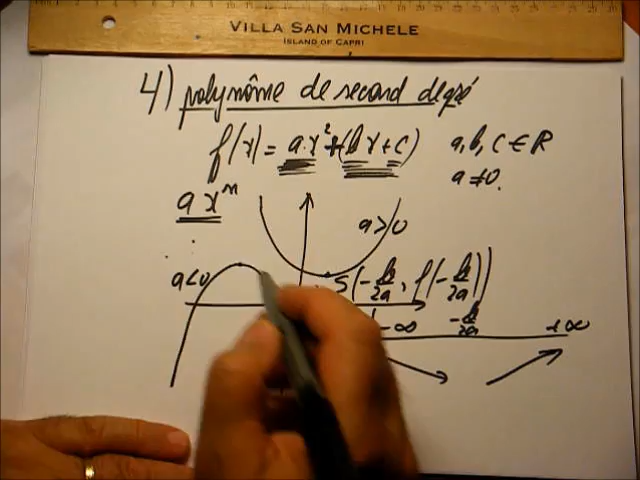 VILLA SAN MICHELE
ISLAND OF CAPRI
4) polynôme de second degré
f(x) = a·x² + (bx + c) a, b, c ∈ R
a ≠ 0.
a xⁿ
a > 0
a < 0 S(-b/2a, f(-b/2a))
-∞ -b/2a +∞